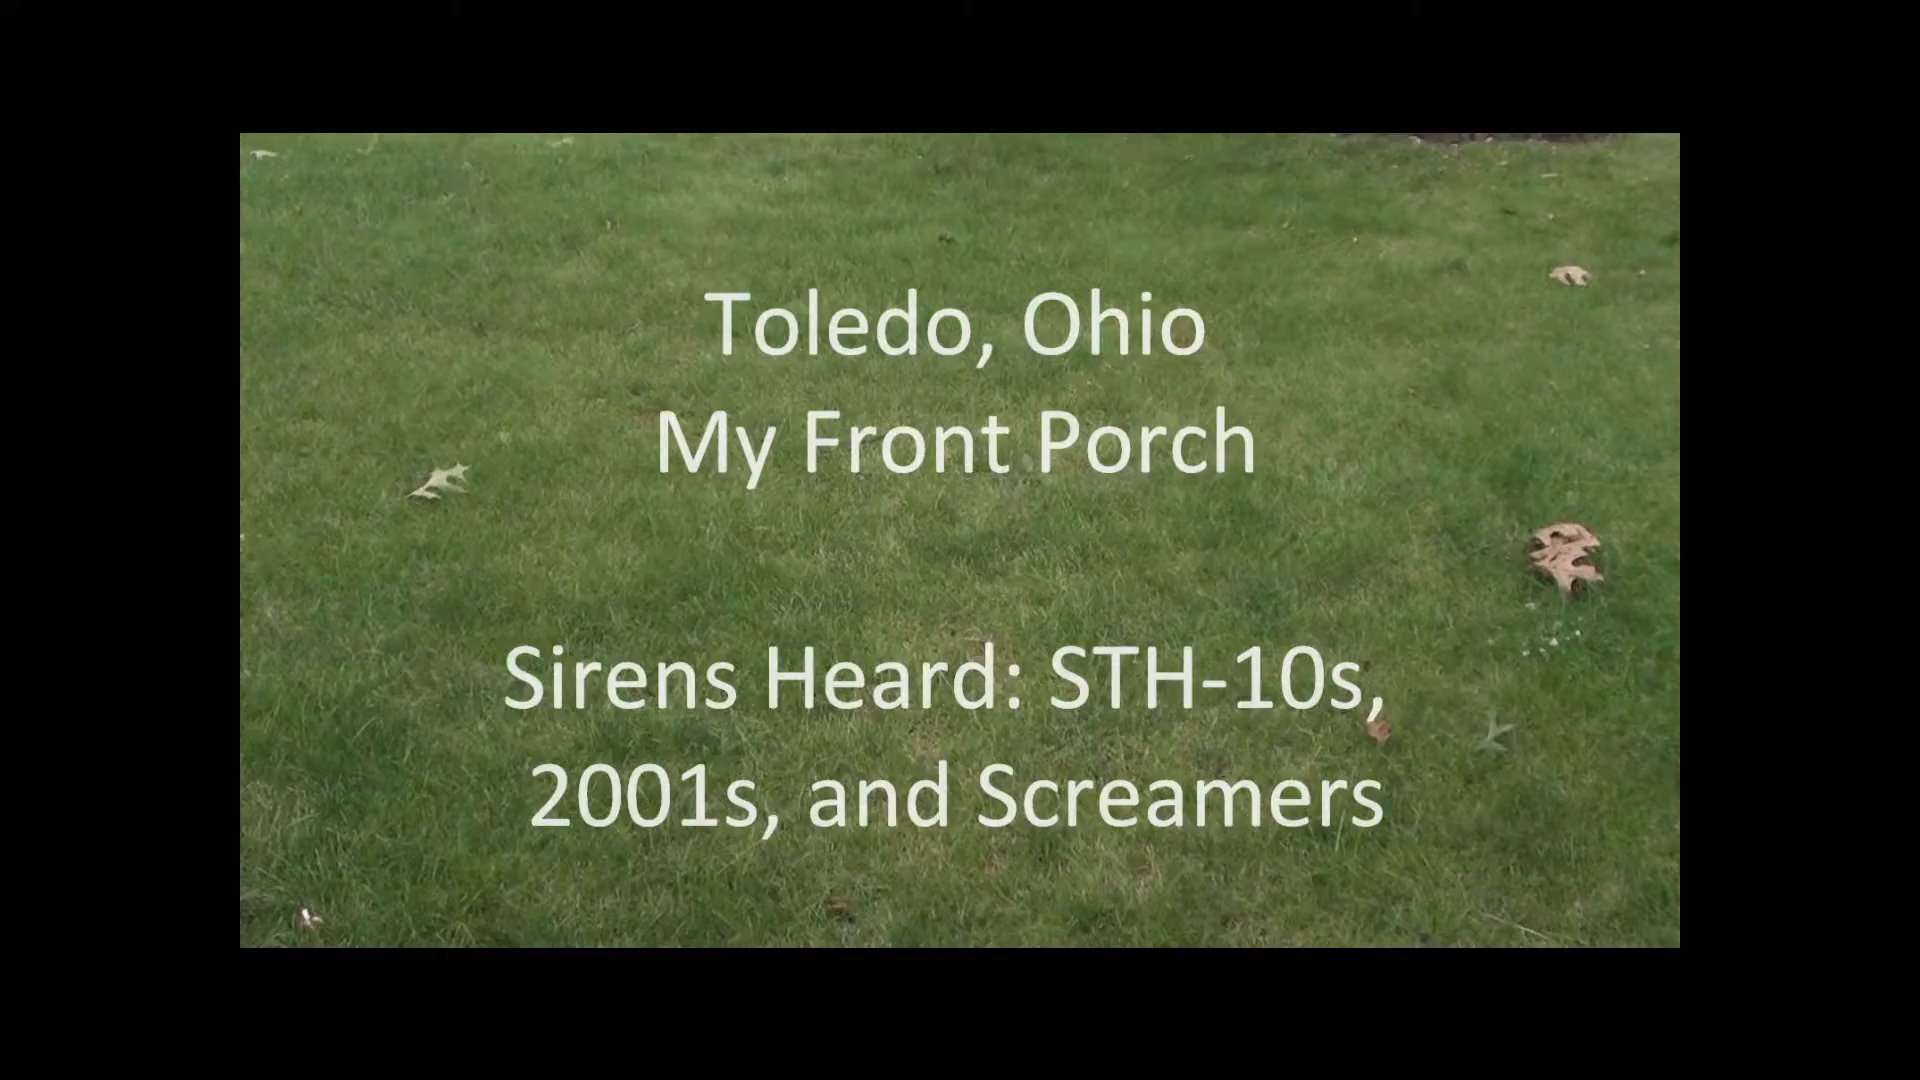 Toledo, Ohio
My Front Porch
Sirens Heard: STH-10s,
2001s, and Screamers